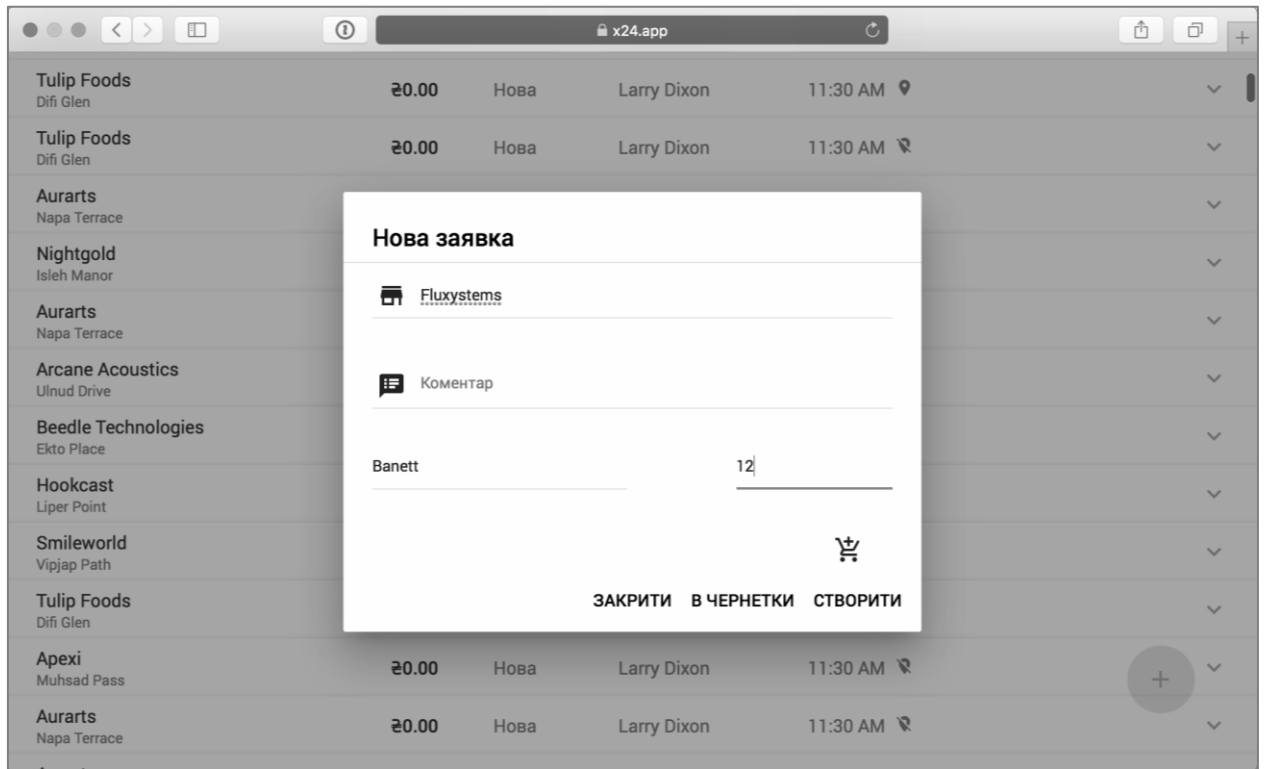 x24.app
Tulip Foods
Difi Glen
₴0.00 Нова Larry Dixon 11:30 AM
Tulip Foods
Difi Glen
₴0.00 Нова Larry Dixon 11:30 AM
Aurarts
Napa Terrace
Nightgold
Isleh Manor
Aurarts
Napa Terrace
Arcane Acoustics
Ulnud Drive
Beedle Technologies
Ekto Place
Hookcast
Liper Point
Smileworld
Vipjap Path
Tulip Foods
Difi Glen
Нова заявка
Fluxystems
Коментар
Banett 12
ЗАКРИТИ В ЧЕРНЕТКИ СТВОРИТИ
Apexi
Muhsad Pass
₴0.00 Нова Larry Dixon 11:30 AM
Aurarts
Napa Terrace
₴0.00 Нова Larry Dixon 11:30 AM